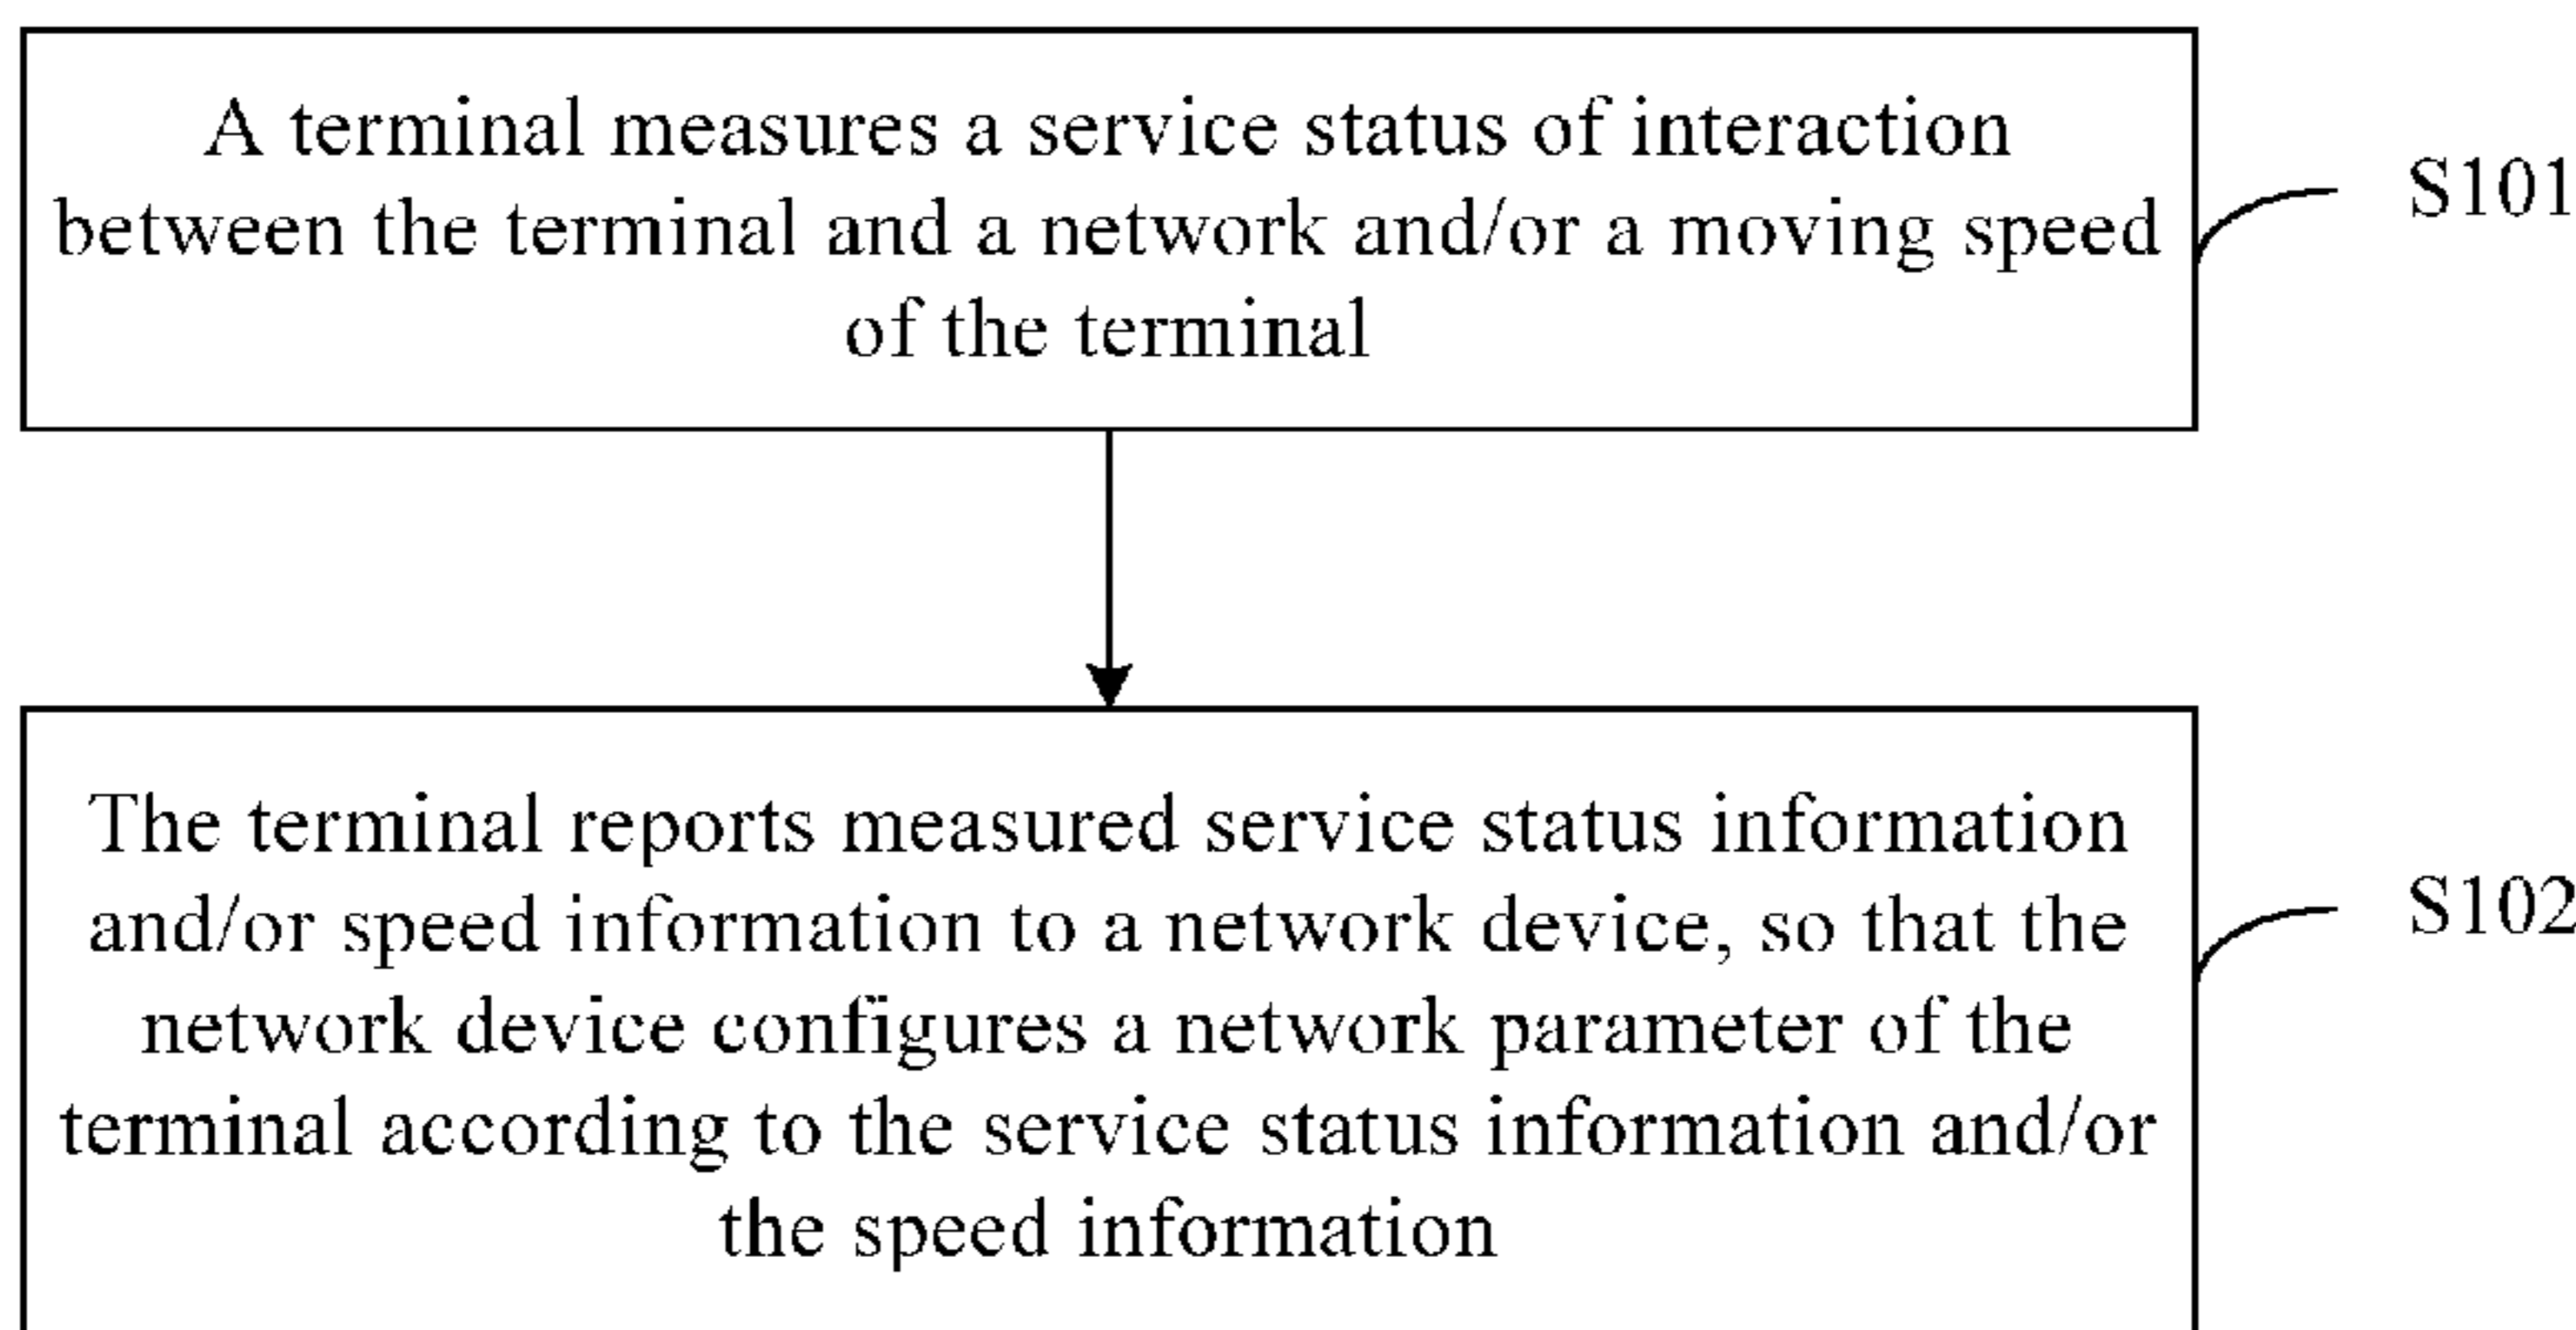 A terminal measures a service status of interaction
between the terminal and a network and/or a moving speed
of the terminal
S101
The terminal reports measured service status information
and/or speed information to a network device, so that the
network device configures a network parameter of the
terminal according to the service status information and/or
the speed information
S102